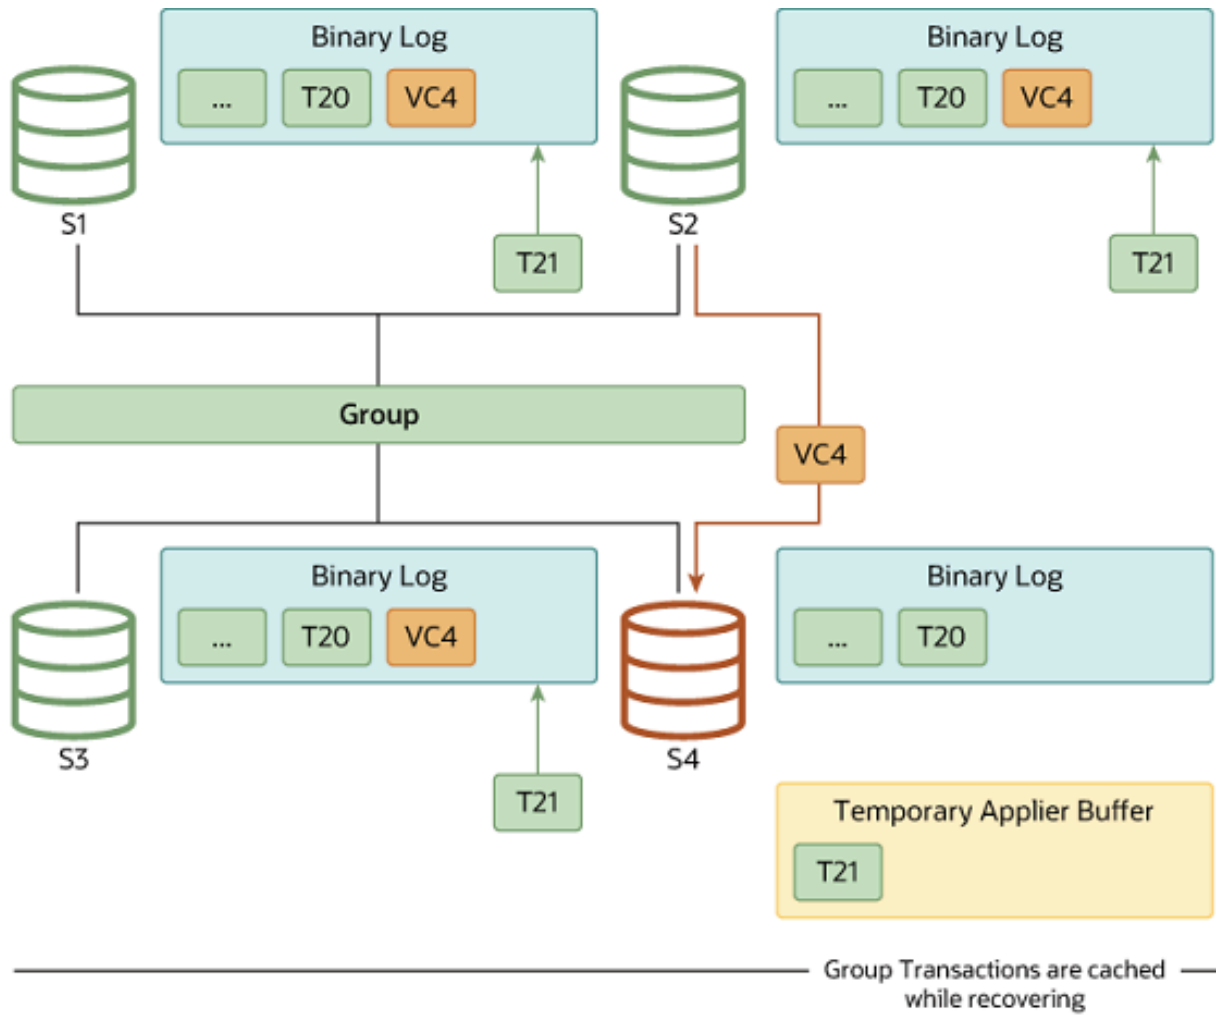 Binary Log
... T20 VC4
S1
T21
Binary Log
... T20 VC4
S2
T21
Group
VC4
Binary Log
... T20 VC4
S3
T21
Binary Log
... T20
S4
Temporary Applier Buffer
T21
Group Transactions are cached
while recovering